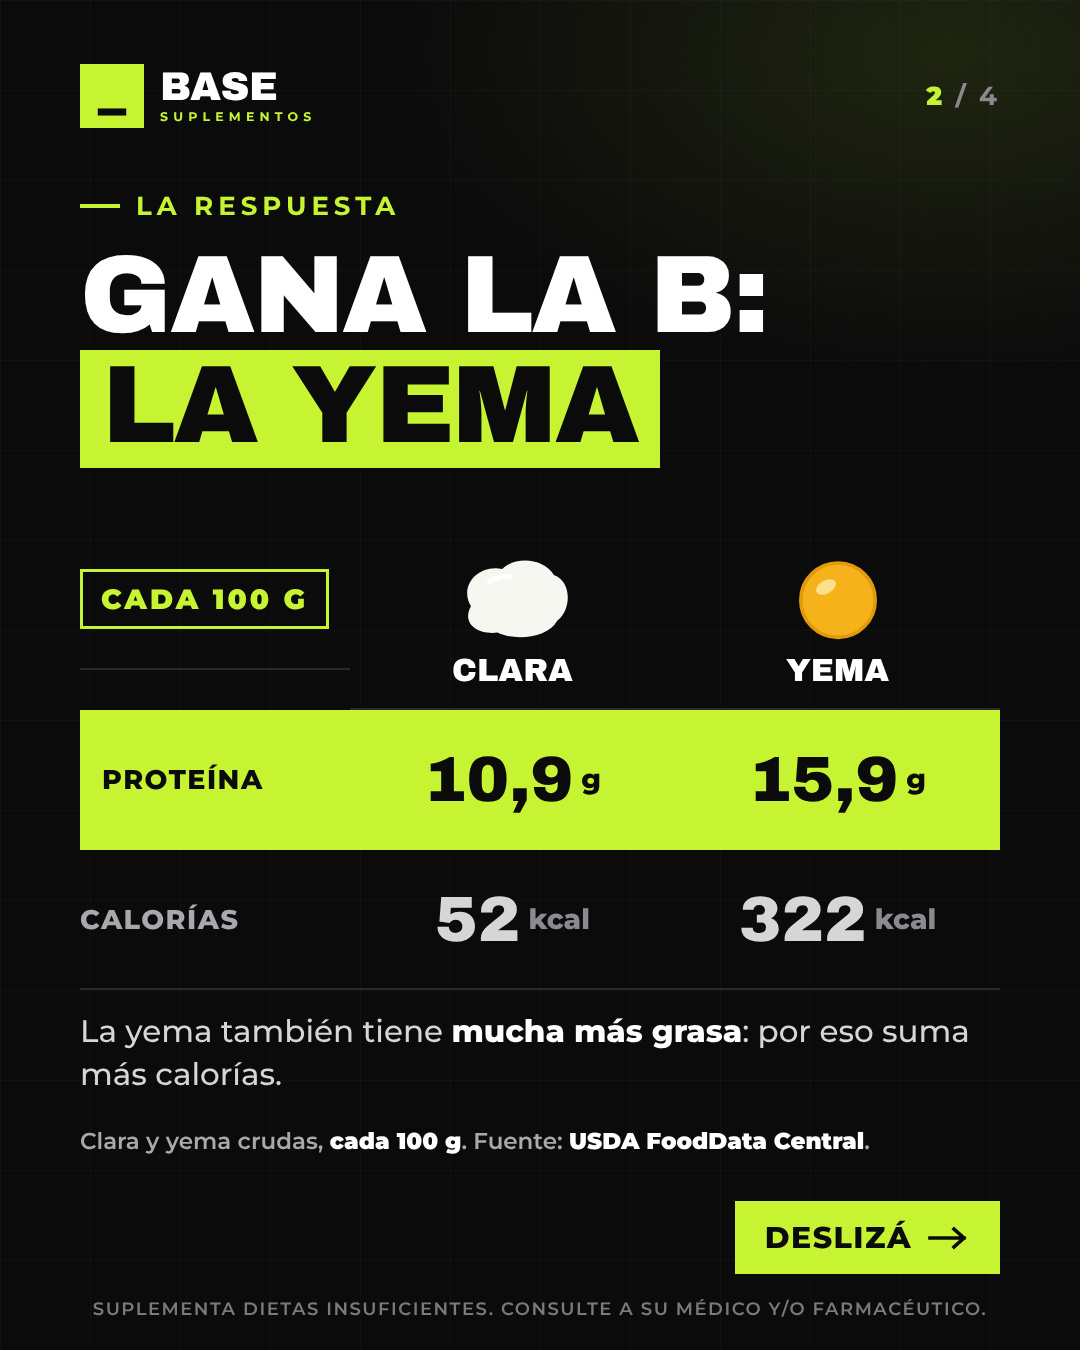 BASE
SUPLEMENTOS
2 / 4
LA RESPUESTA
GANA LA B:
LA YEMA
CADA 100 G
CLARA
YEMA
PROTEÍNA 10,9 g 15,9 g
CALORÍAS 52 kcal 322 kcal
La yema también tiene mucha más grasa: por eso suma
más calorías.
Clara y yema crudas, cada 100 g. Fuente: USDA FoodData Central.
DESLIZÁ →
SUPLEMENTA DIETAS INSUFICIENTES. CONSULTE A SU MÉDICO Y/O FARMACÉUTICO.